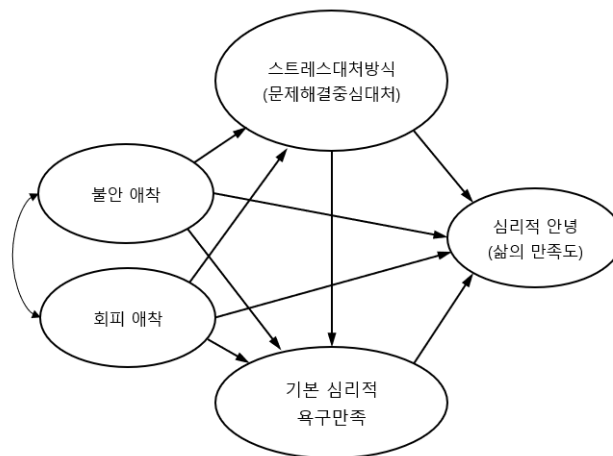 스트레스대처방식
(문제해결중심대처)
불안 애착
심리적 안녕
(삶의 만족도)
회피 애착
기본 심리적
욕구만족